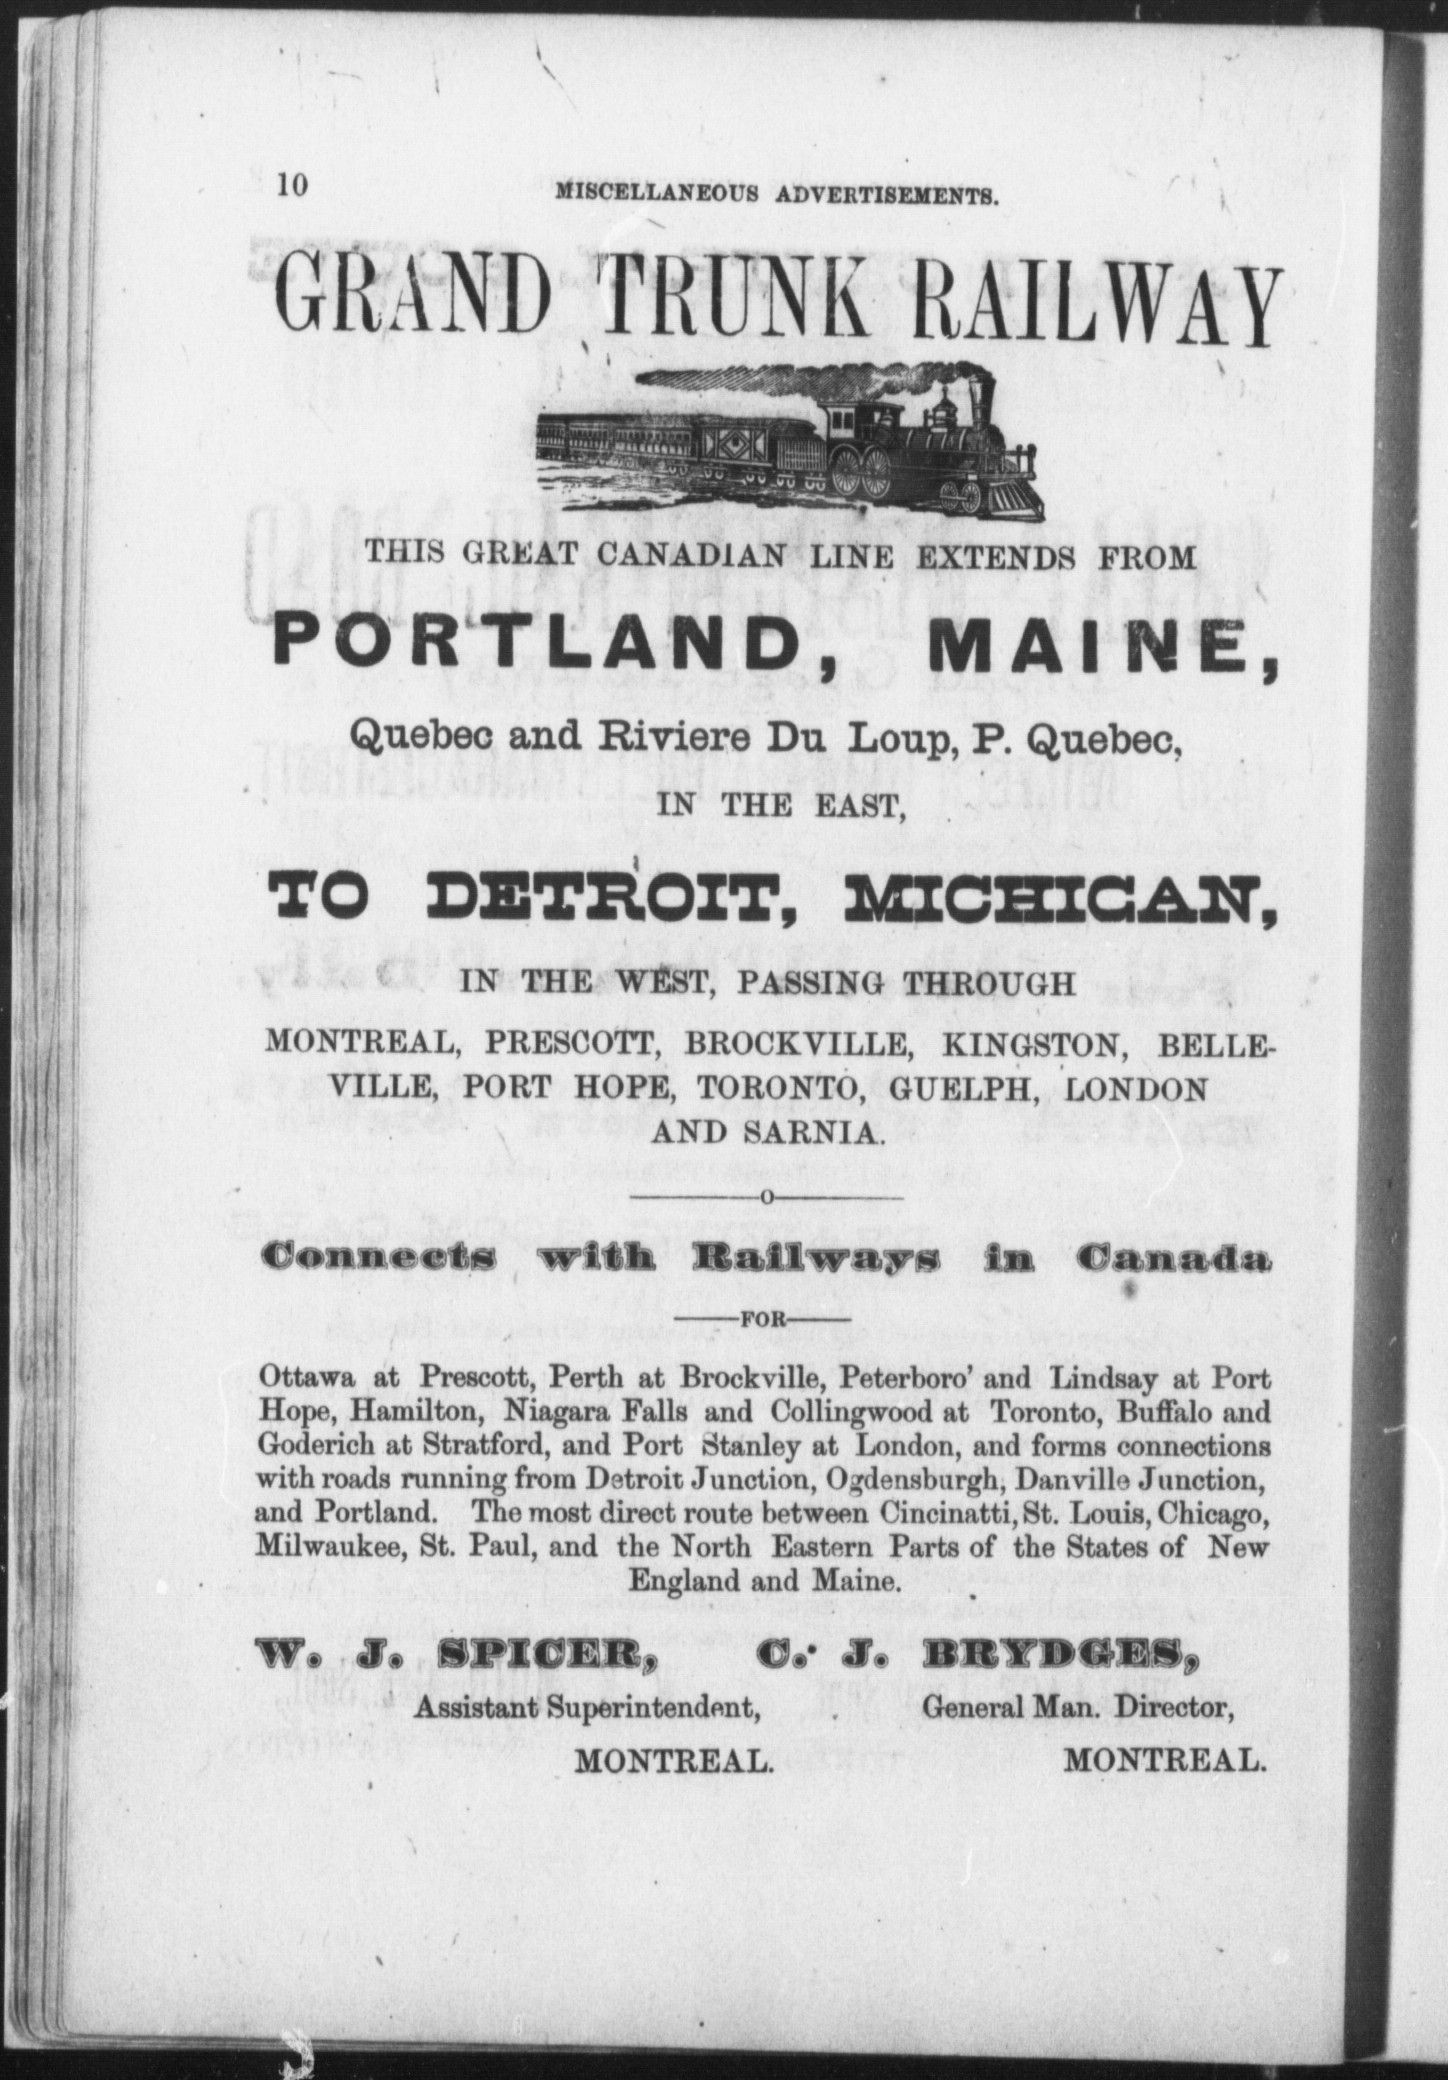 10
MISCELLANEOUS ADVERTISEMENTS.
GRAND TRUNK RAILWAY
THIS GREAT CANADIAN LINE EXTENDS FROM
PORTLAND, MAINE,
Quebec and Riviere Du Loup, P. Quebec,
IN THE EAST,
TO DETROIT, MICHIGAN,
IN THE WEST, PASSING THROUGH
MONTREAL, PRESCOTT, BROCKVILLE, KINGSTON, BELLE-
VILLE, PORT HOPE, TORONTO, GUELPH, LONDON
AND SARNIA.
———o———
Connects with Railways in Canada
——FOR——
Ottawa at Prescott, Perth at Brockville, Peterboro' and Lindsay at Port
Hope, Hamilton, Niagara Falls and Collingwood at Toronto, Buffalo and
Goderich at Stratford, and Port Stanley at London, and forms connections
with roads running from Detroit Junction, Ogdensburgh, Danville Junction,
and Portland. The most direct route between Cincinatti, St. Louis, Chicago,
Milwaukee, St. Paul, and the North Eastern Parts of the States of New
England and Maine.
W. J. SPICER, C. J. BRYDGES,
Assistant Superintendent, General Man. Director,
MONTREAL. MONTREAL.